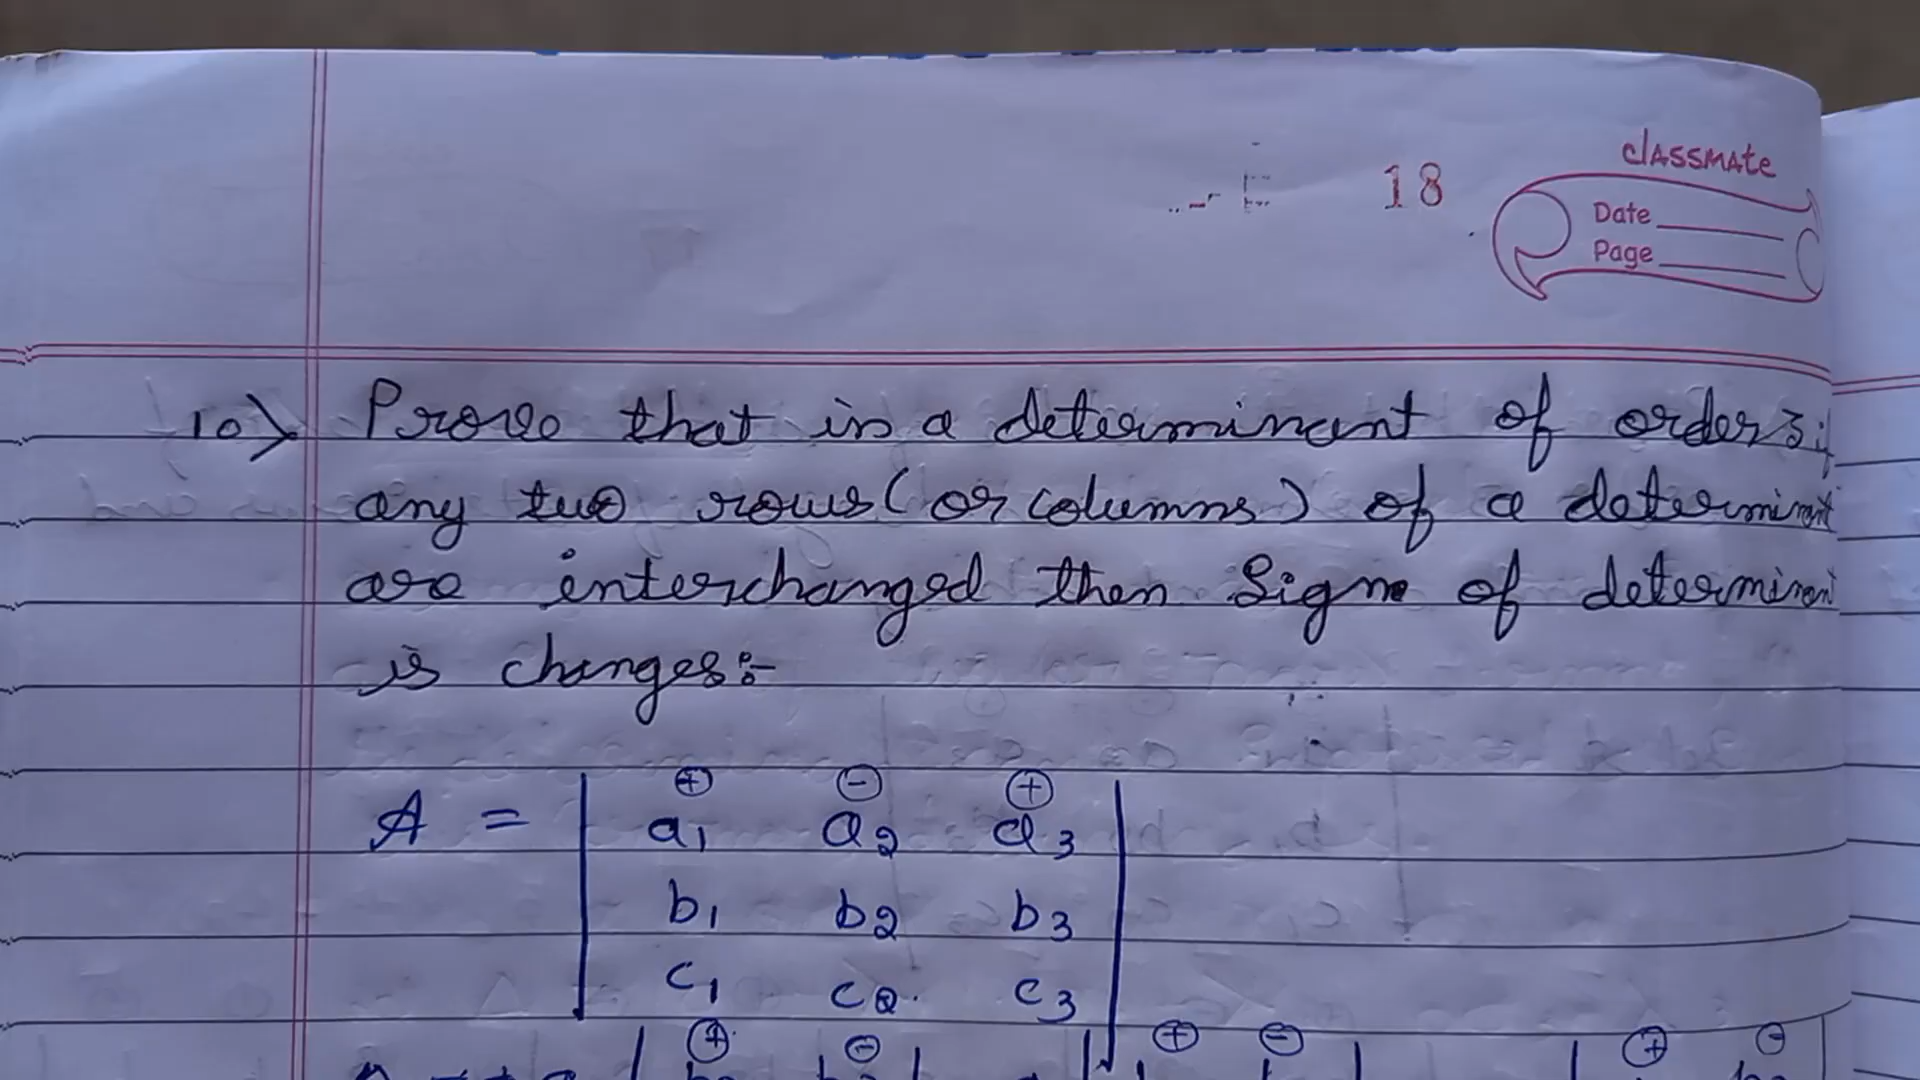 classmate
18
Date
Page
10> Prove that in a determinant of order 3 if
any two rows (or columns) of a determinant
are interchanged then Sign of determinant
is changes:-
⊕ ⊖ ⊕
A = | a1 a2 a3 |
b1 b2 b3
c1 c2 c3
⊕ ⊖ ⊕ ⊖ ⊕ ⊖